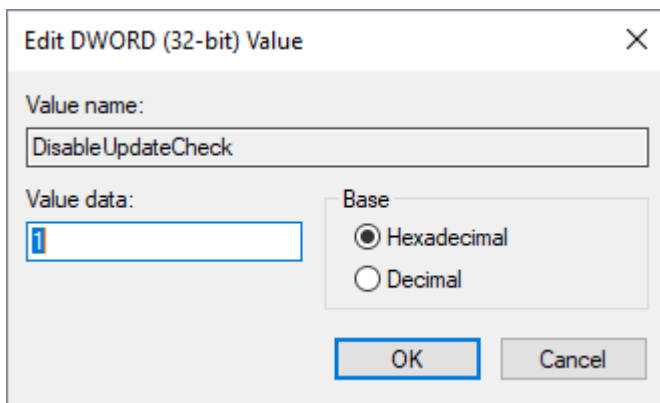 Edit DWORD (32-bit) Value
Value name:
DisableUpdateCheck
Value data:
1
Base
Hexadecimal
Decimal
OK
Cancel